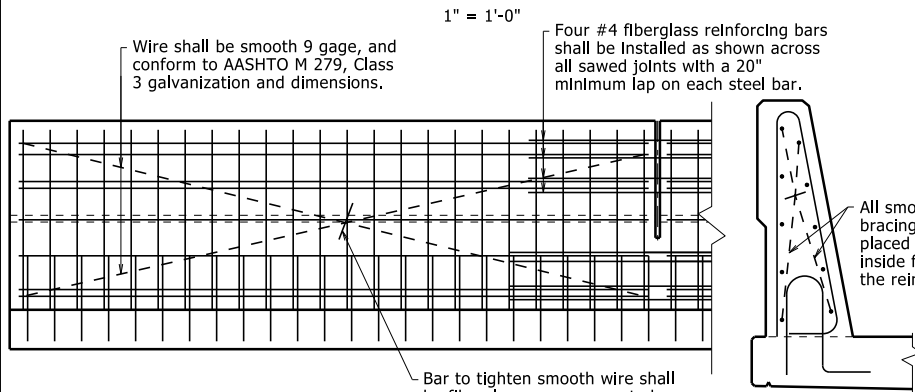 1" = 1'-0"
Wire shall be smooth 9 gage, and
conform to AASHTO M 279, Class
3 galvanization and dimensions.
Four #4 fiberglass reinforcing bars
shall be installed as shown across
all sawed joints with a 20"
minimum lap on each steel bar.
All smo
bracing
placed
inside f
the rein
Bar to tighten smooth wire shall